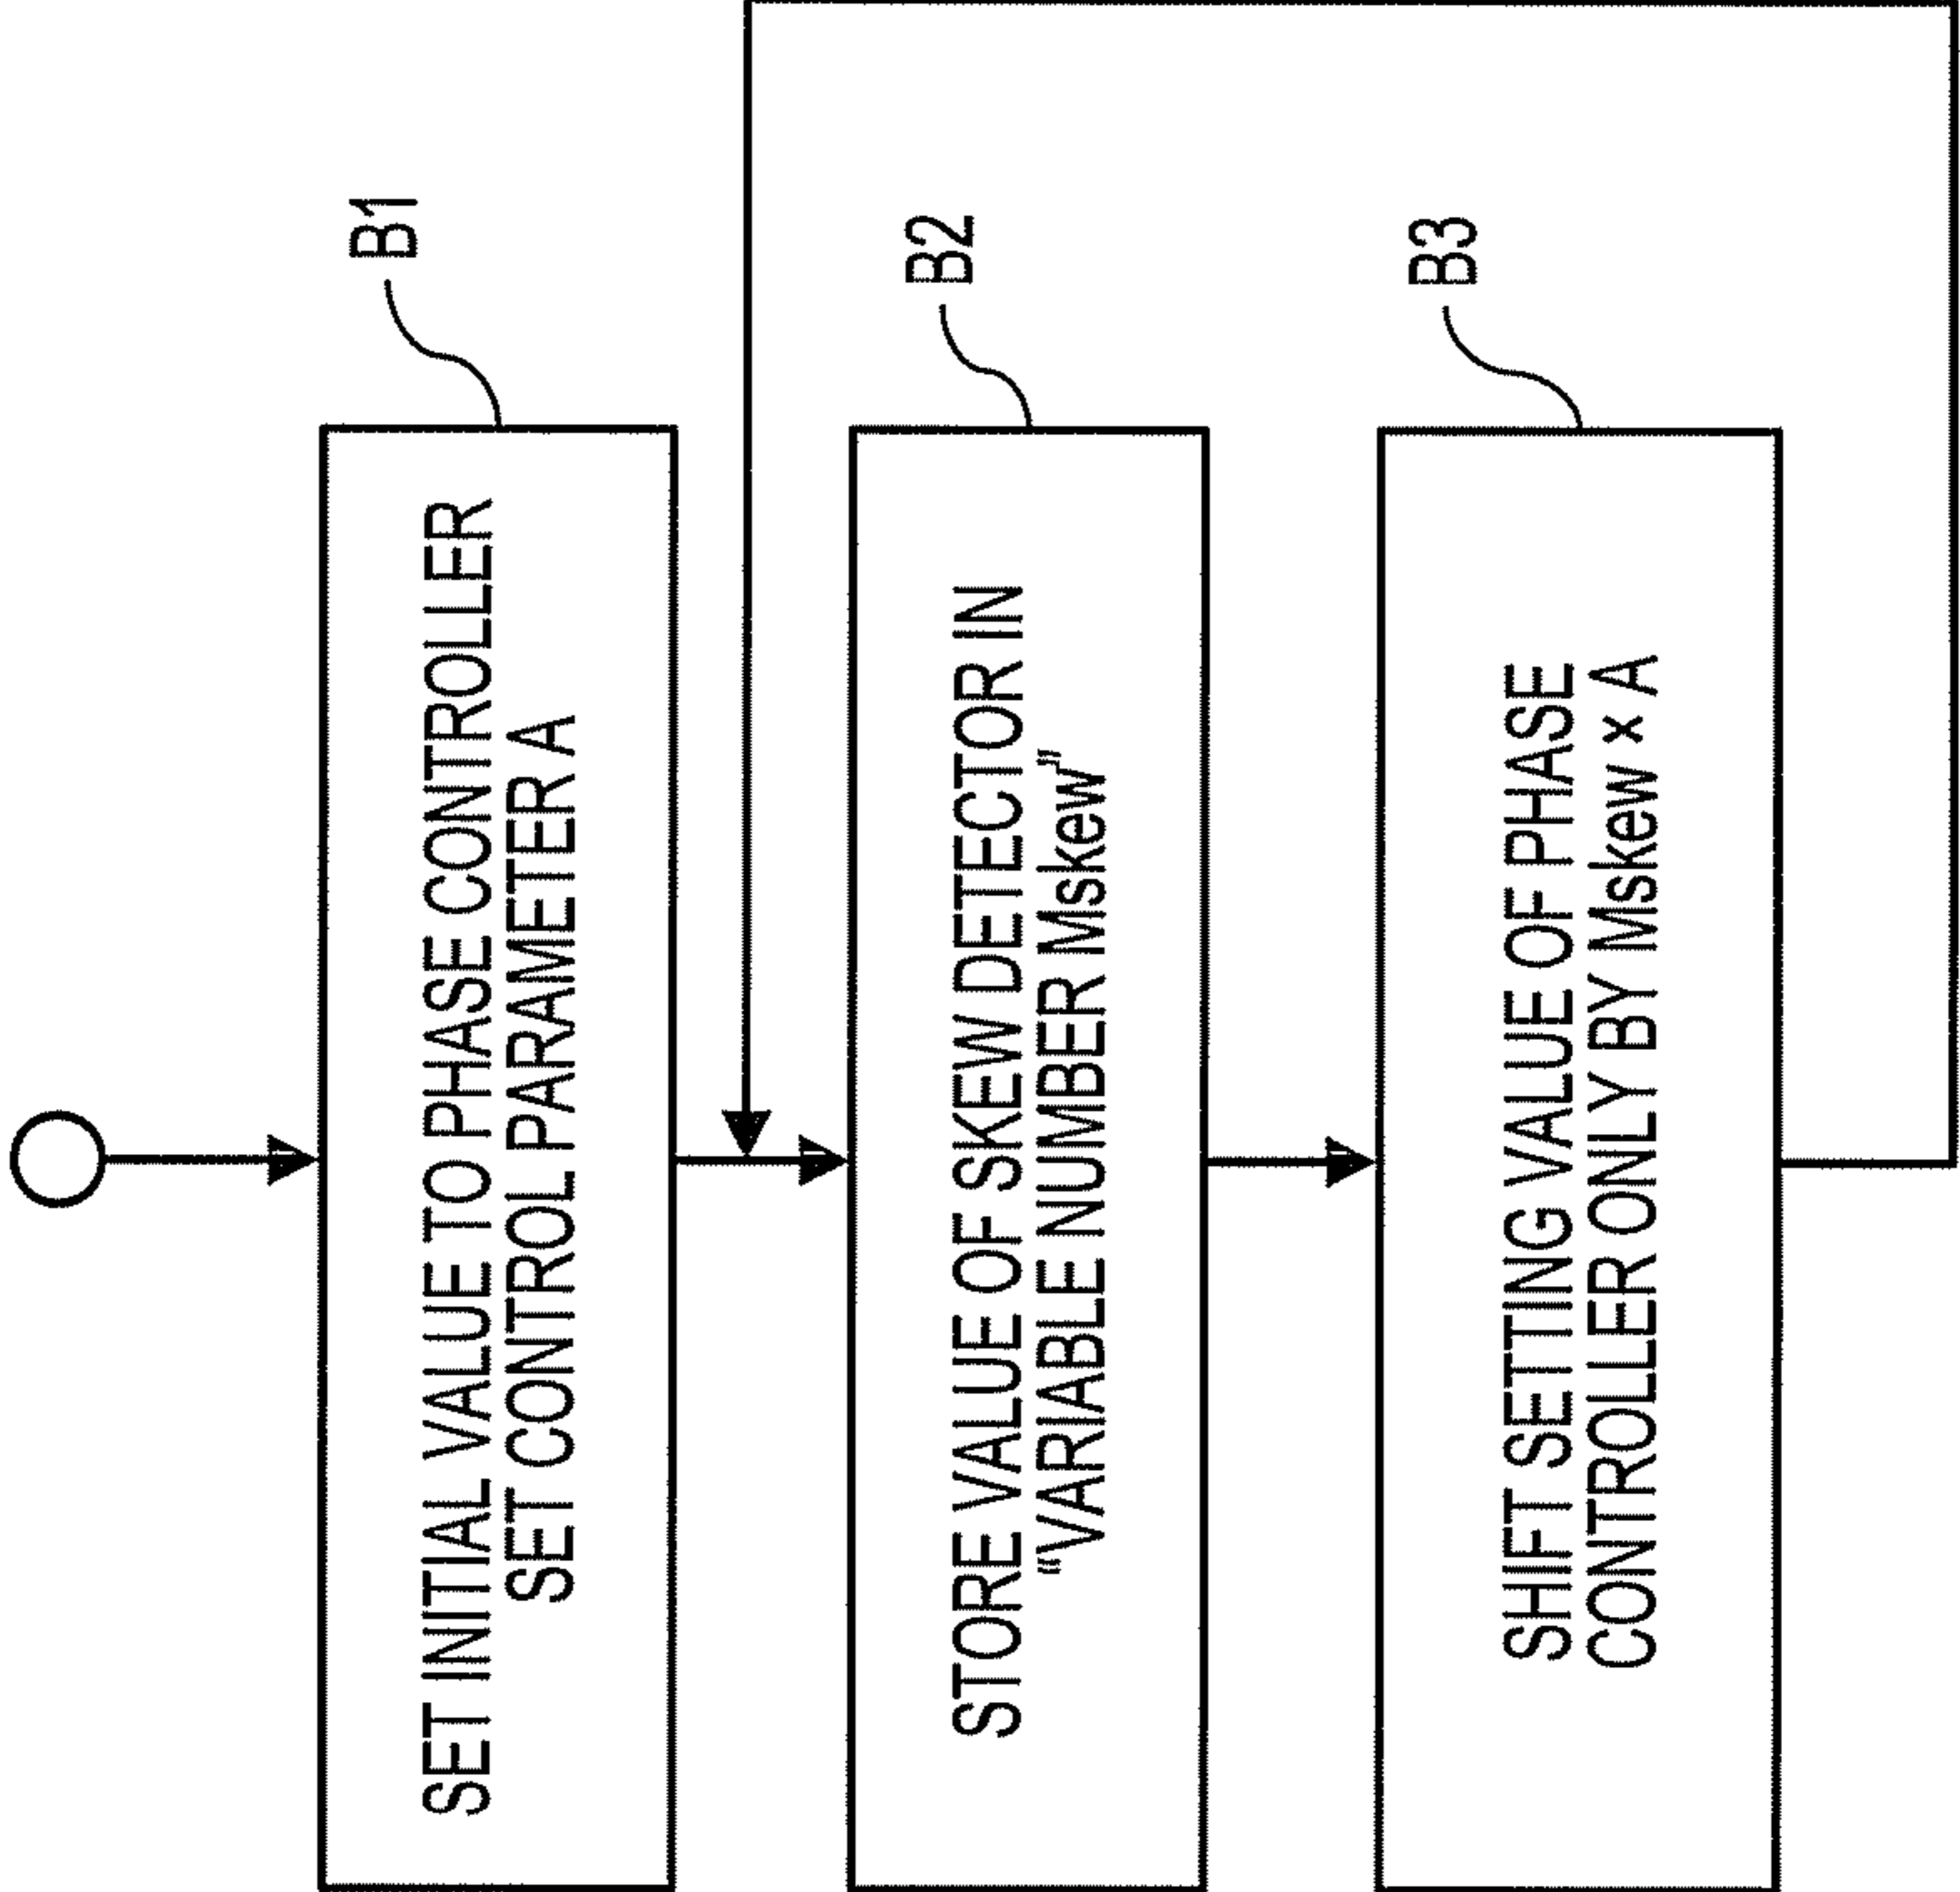 B1
SET INITIAL VALUE TO PHASE CONTROLLER
SET CONTROL PARAMETER A
B2
STORE VALUE OF SKEW DETECTOR IN
“VARIABLE NUMBER Mskew”
B3
SHIFT SETTING VALUE OF PHASE
CONTROLLER ONLY BY Mskew × A